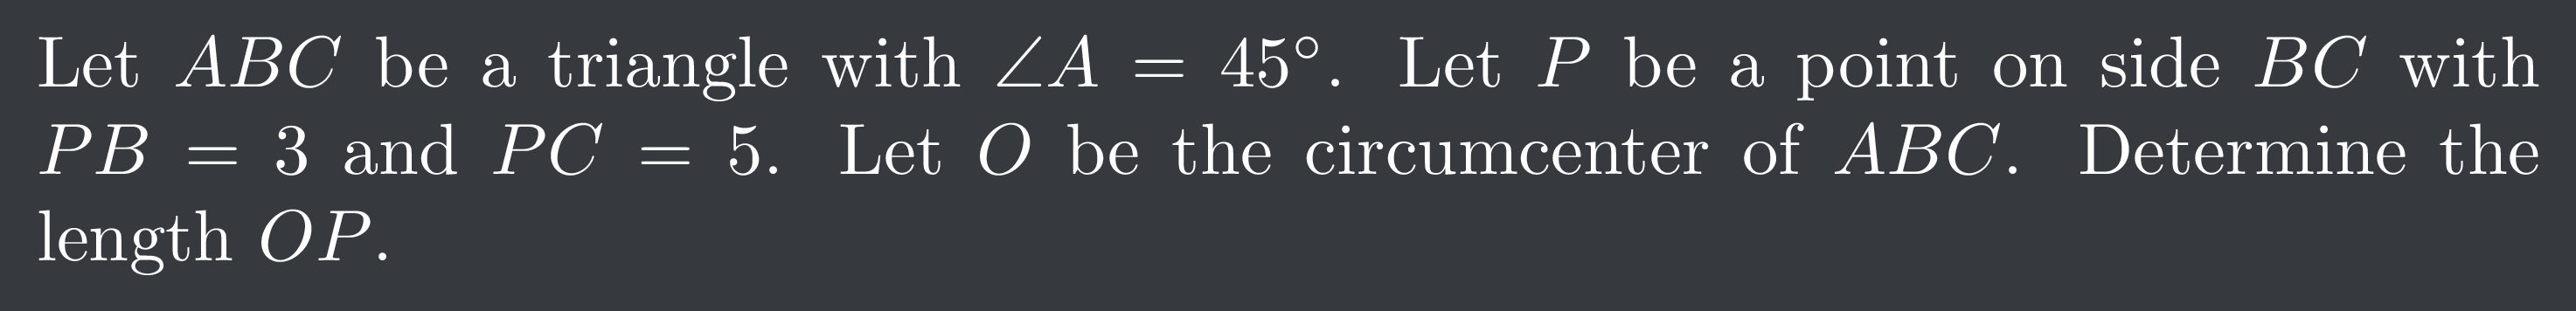 Let ABC be a triangle with ∠A = 45°. Let P be a point on side BC with
PB = 3 and PC = 5. Let O be the circumcenter of ABC. Determine the
length OP.